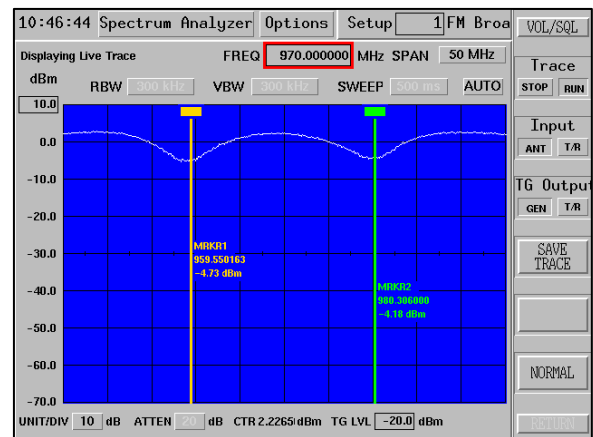 10:46:44 Spectrum Analyzer Options Setup 1 FM Broa
VOL/SQL
Displaying Live Trace FREQ 970.000000 MHz SPAN 50 MHz
dBm RBW 300 kHz VBW 300 kHz SWEEP 500 ms AUTO
Trace
STOP RUN
10.0
0.0
-10.0
-20.0
-30.0
-40.0
-50.0
-60.0
-70.0
MRKR1
959.550163
-4.73 dBm
MRKR2
980.306000
-4.18 dBm
Input
ANT T/R
TG Output
GEN T/R
SAVE
TRACE
NORMAL
RETURN
UNIT/DIV 10 dB ATTEN 20 dB CTR 2.2265 dBm TG LVL -20.0 dBm